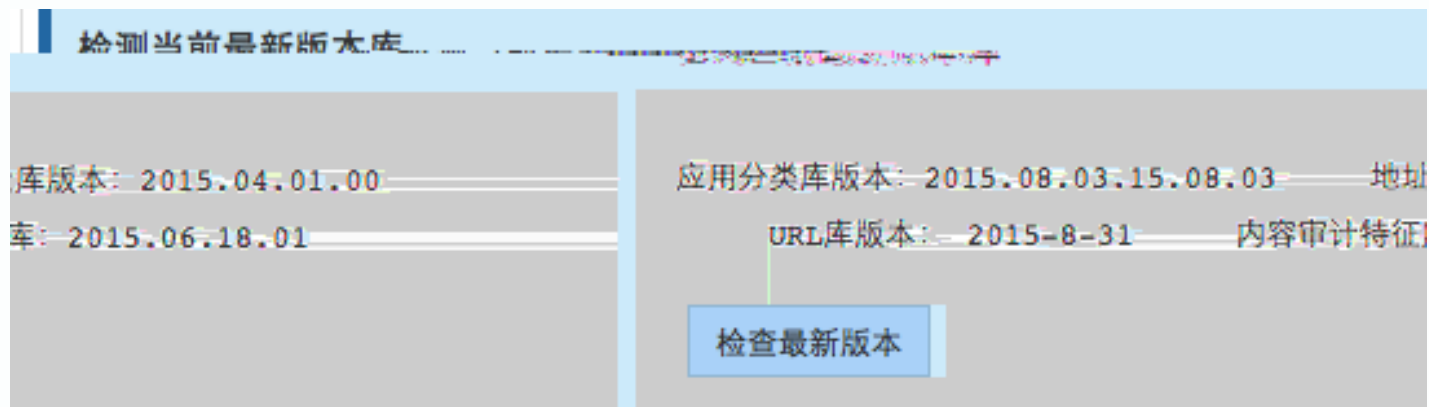 检测当前最新版本库
库版本: 2015.04.01.00
应用分类库版本: 2015.08.03.15.08.03 地址
库: 2015.06.18.01
URL库版本: 2015-8-31 内容审计特征
检查最新版本